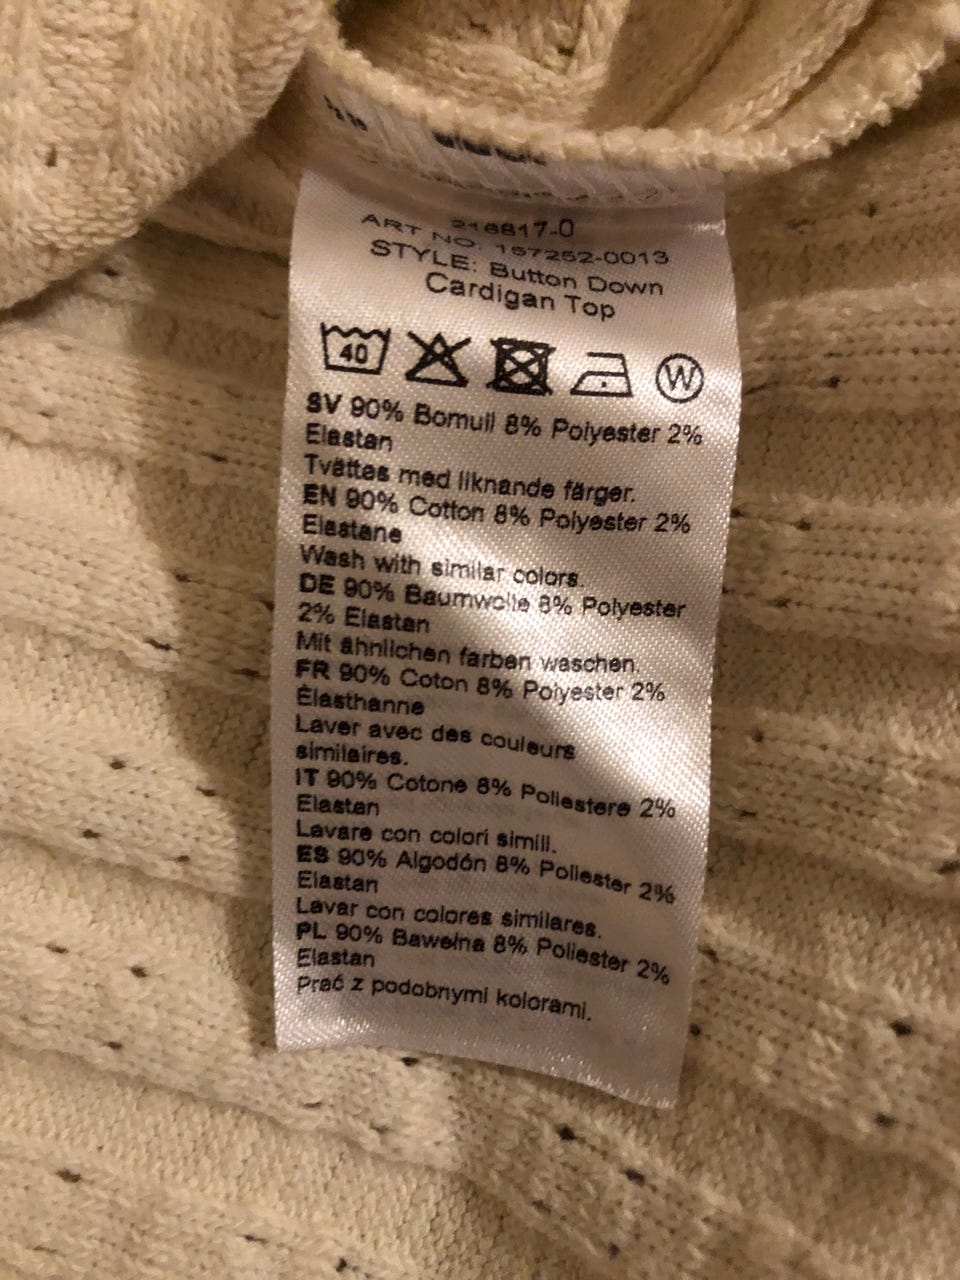 216817-0
ART NO: 157252-0013
STYLE: Button Down
Cardigan Top
40 W
SV 90% Bomull 8% Polyester 2%
Elastan
Tvättas med liknande färger.
EN 90% Cotton 8% Polyester 2%
Elastane
Wash with similar colors.
DE 90% Baumwolle 8% Polyester
2% Elastan
Mit ähnlichen farben waschen.
FR 90% Coton 8% Polyester 2%
Élasthanne
Laver avec des couleurs
similaires.
IT 90% Cotone 8% Poliestere 2%
Elastan
Lavare con colori simili.
ES 90% Algodón 8% Poliester 2%
Elastan
Lavar con colores similares.
PL 90% Bawełna 8% Poliester 2%
Elastan
Prać z podobnymi kolorami.